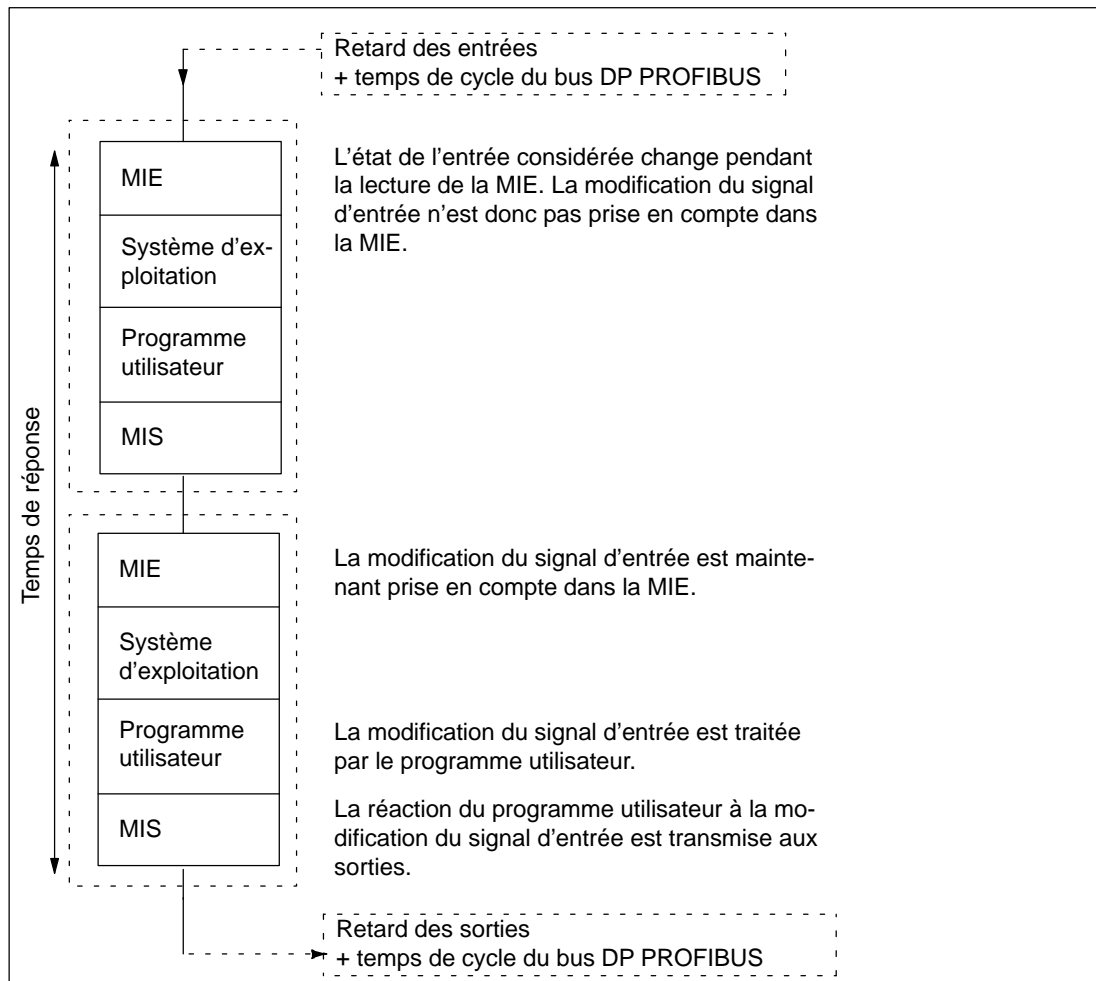 Retard des entrées
+ temps de cycle du bus DP PROFIBUS
MIE
L'état de l'entrée considérée change pendant
la lecture de la MIE. La modification du signal
d'entrée n'est donc pas prise en compte dans
la MIE.
Système d'ex-
ploitation
Programme
utilisateur
MIS
Temps de réponse
MIE
La modification du signal d'entrée est mainte-
nant prise en compte dans la MIE.
Système
d'exploitation
Programme
utilisateur
La modification du signal d'entrée est traitée
par le programme utilisateur.
MIS
La réaction du programme utilisateur à la mo-
dification du signal d'entrée est transmise aux
sorties.
Retard des sorties
+ temps de cycle du bus DP PROFIBUS